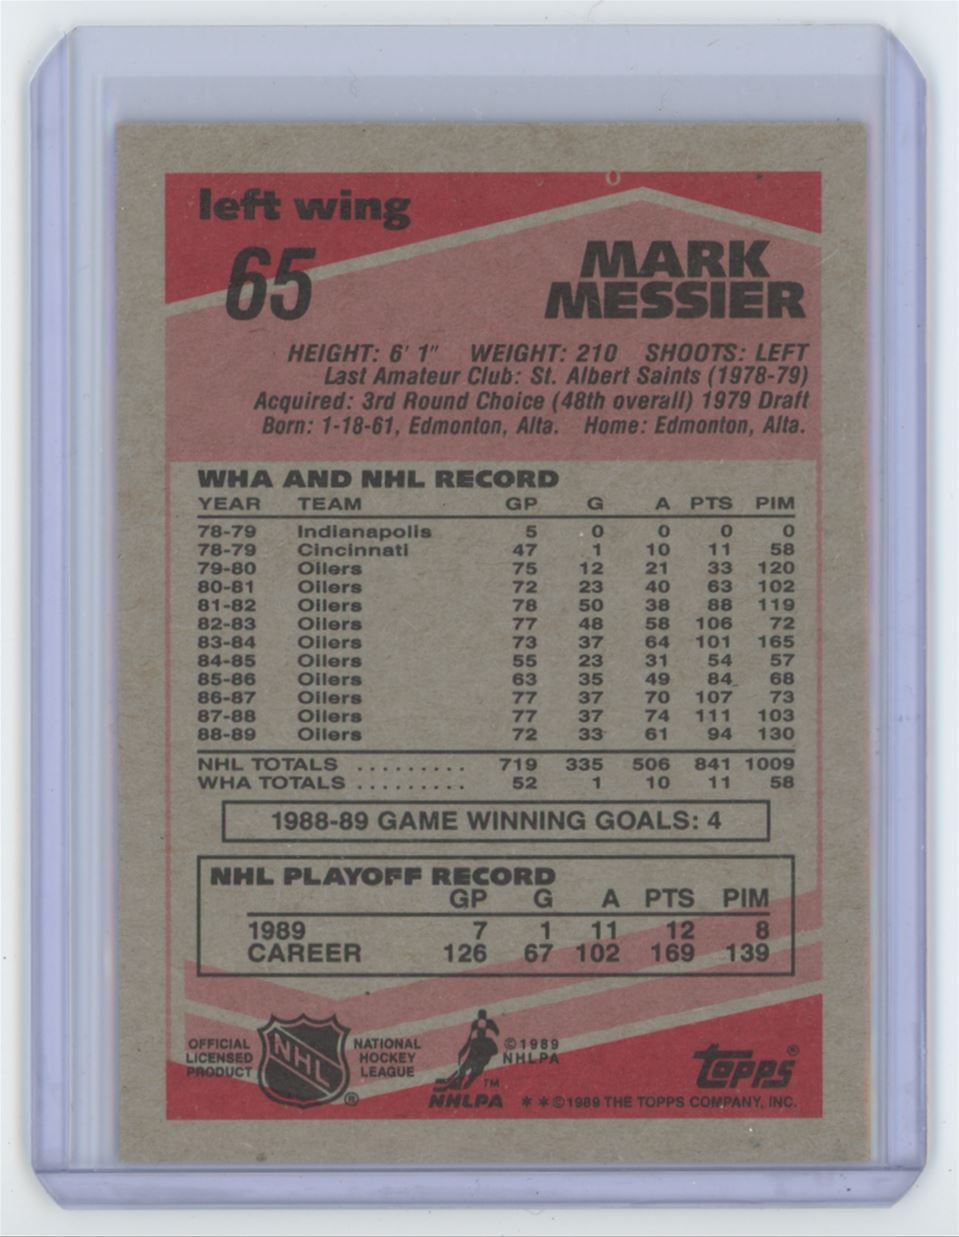 left wing
65
MARK
MESSIER
HEIGHT: 6' 1" WEIGHT: 210 SHOOTS: LEFT
Last Amateur Club: St. Albert Saints (1978-79)
Acquired: 3rd Round Choice (48th overall) 1979 Draft
Born: 1-18-61, Edmonton, Alta. Home: Edmonton, Alta.
WHA AND NHL RECORD
YEAR TEAM GP G A PTS PIM
78-79 Indianapolis 5 0 0 0 0
78-79 Cincinnati 47 1 10 11 58
79-80 Oilers 75 12 21 33 120
80-81 Oilers 72 23 40 63 102
81-82 Oilers 78 50 38 88 119
82-83 Oilers 77 48 58 106 72
83-84 Oilers 73 37 64 101 165
84-85 Oilers 55 23 31 54 57
85-86 Oilers 63 35 49 84 68
86-87 Oilers 77 37 70 107 73
87-88 Oilers 77 37 74 111 103
88-89 Oilers 72 33 61 94 130
NHL TOTALS ......... 719 335 506 841 1009
WHA TOTALS ......... 52 1 10 11 58
1988-89 GAME WINNING GOALS: 4
NHL PLAYOFF RECORD
GP G A PTS PIM
1989 7 1 11 12 8
CAREER 126 67 102 169 139
OFFICIAL
LICENSED
PRODUCT
NHL ®
NATIONAL
HOCKEY
LEAGUE
TM
NHLPA
©1989
NHLPA
topps®
**©1989 THE TOPPS COMPANY, INC.